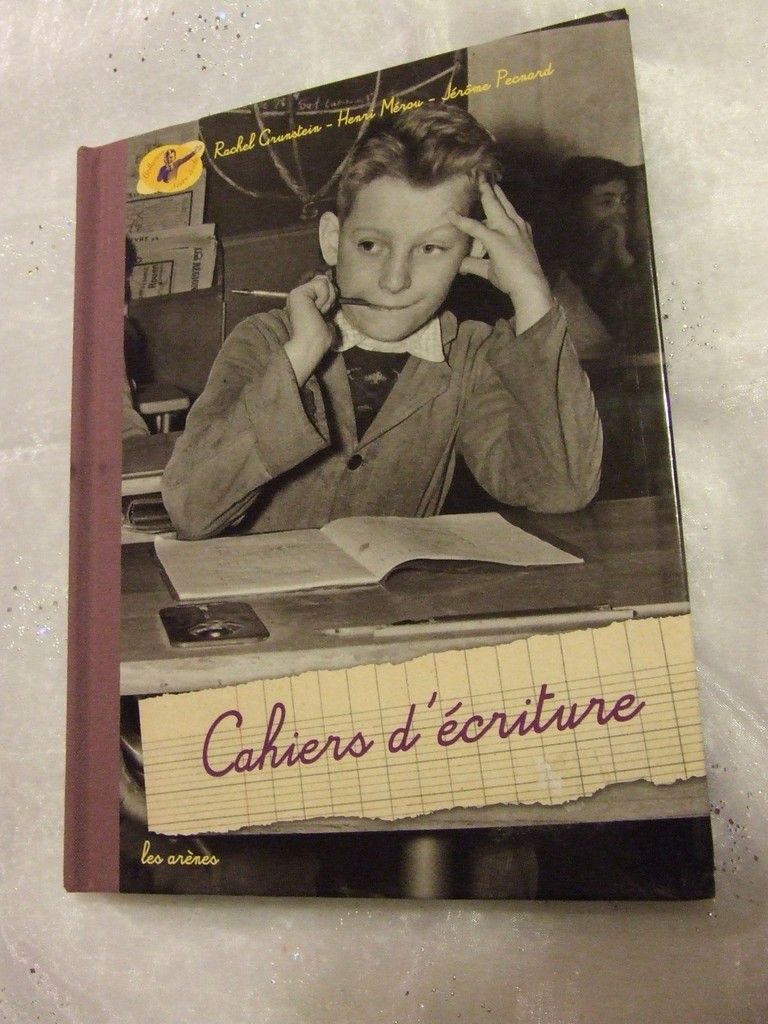 Rachel Grunstein - Henri Mérou - Jérôme Pecnard
Cahiers d'écriture
les arènes